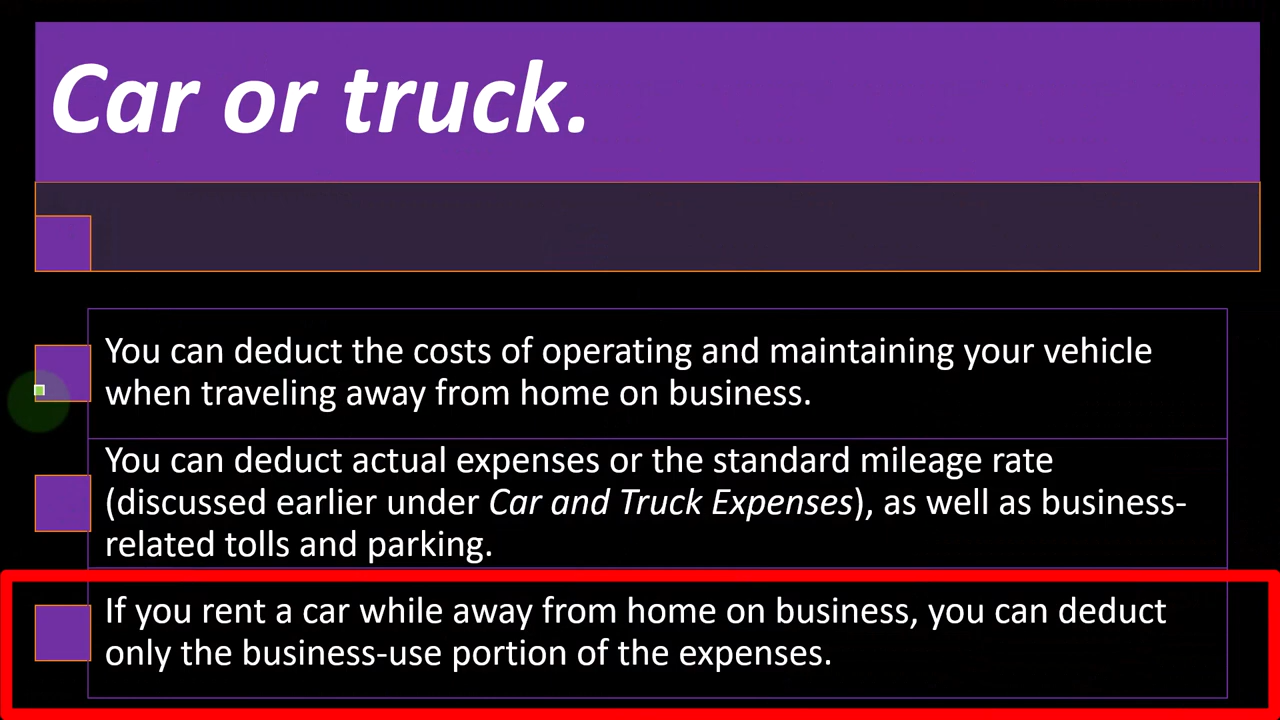 Car or truck.
You can deduct the costs of operating and maintaining your vehicle
when traveling away from home on business.
You can deduct actual expenses or the standard mileage rate
(discussed earlier under Car and Truck Expenses), as well as business-
related tolls and parking.
If you rent a car while away from home on business, you can deduct
only the business-use portion of the expenses.